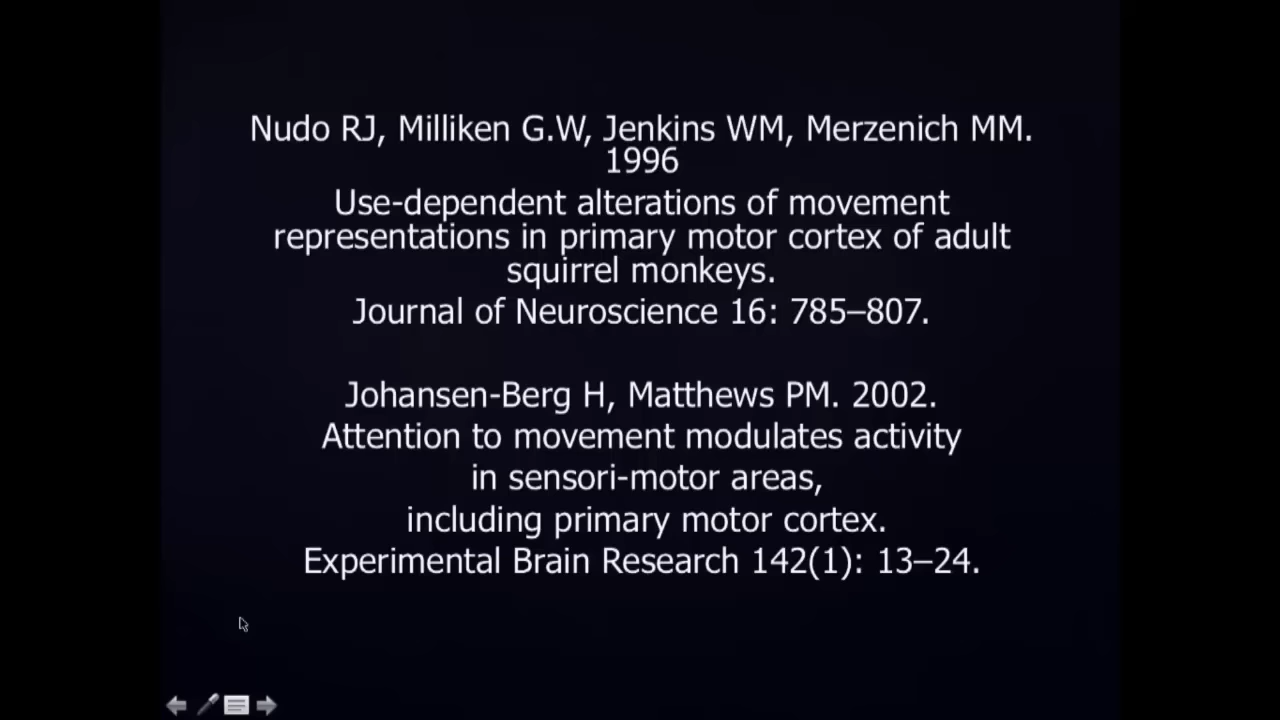 Nudo RJ, Milliken G.W, Jenkins WM, Merzenich MM.
1996
Use-dependent alterations of movement
representations in primary motor cortex of adult
squirrel monkeys.
Journal of Neuroscience 16: 785–807.
Johansen-Berg H, Matthews PM. 2002.
Attention to movement modulates activity
in sensori-motor areas,
including primary motor cortex.
Experimental Brain Research 142(1): 13–24.